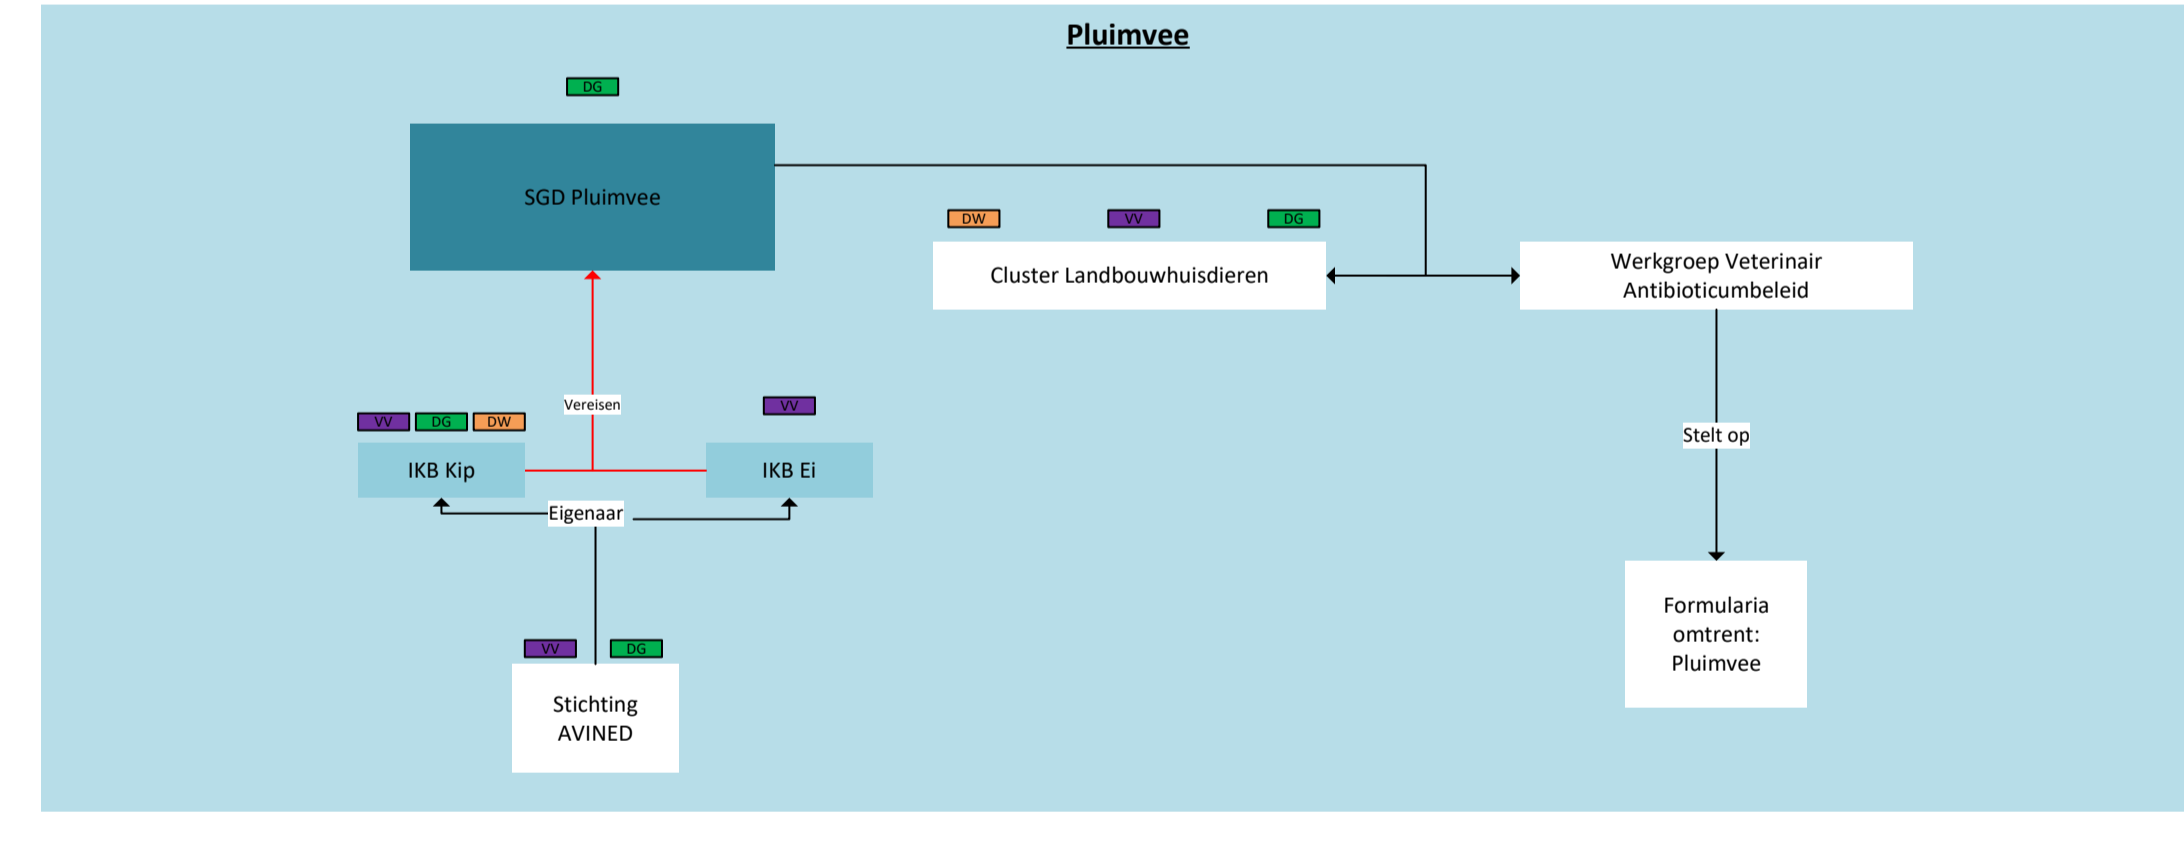 Pluimvee
DG
SGD Pluimvee
DW
VV
DG
Cluster Landbouwhuisdieren
Werkgroep Veterinair
Antibioticumbeleid
Vereisen
VV
VV
DG
DW
IKB Kip
IKB Ei
Stelt op
Eigenaar
VV
DG
Stichting
AVINED
Formularia
omtrent:
Pluimvee